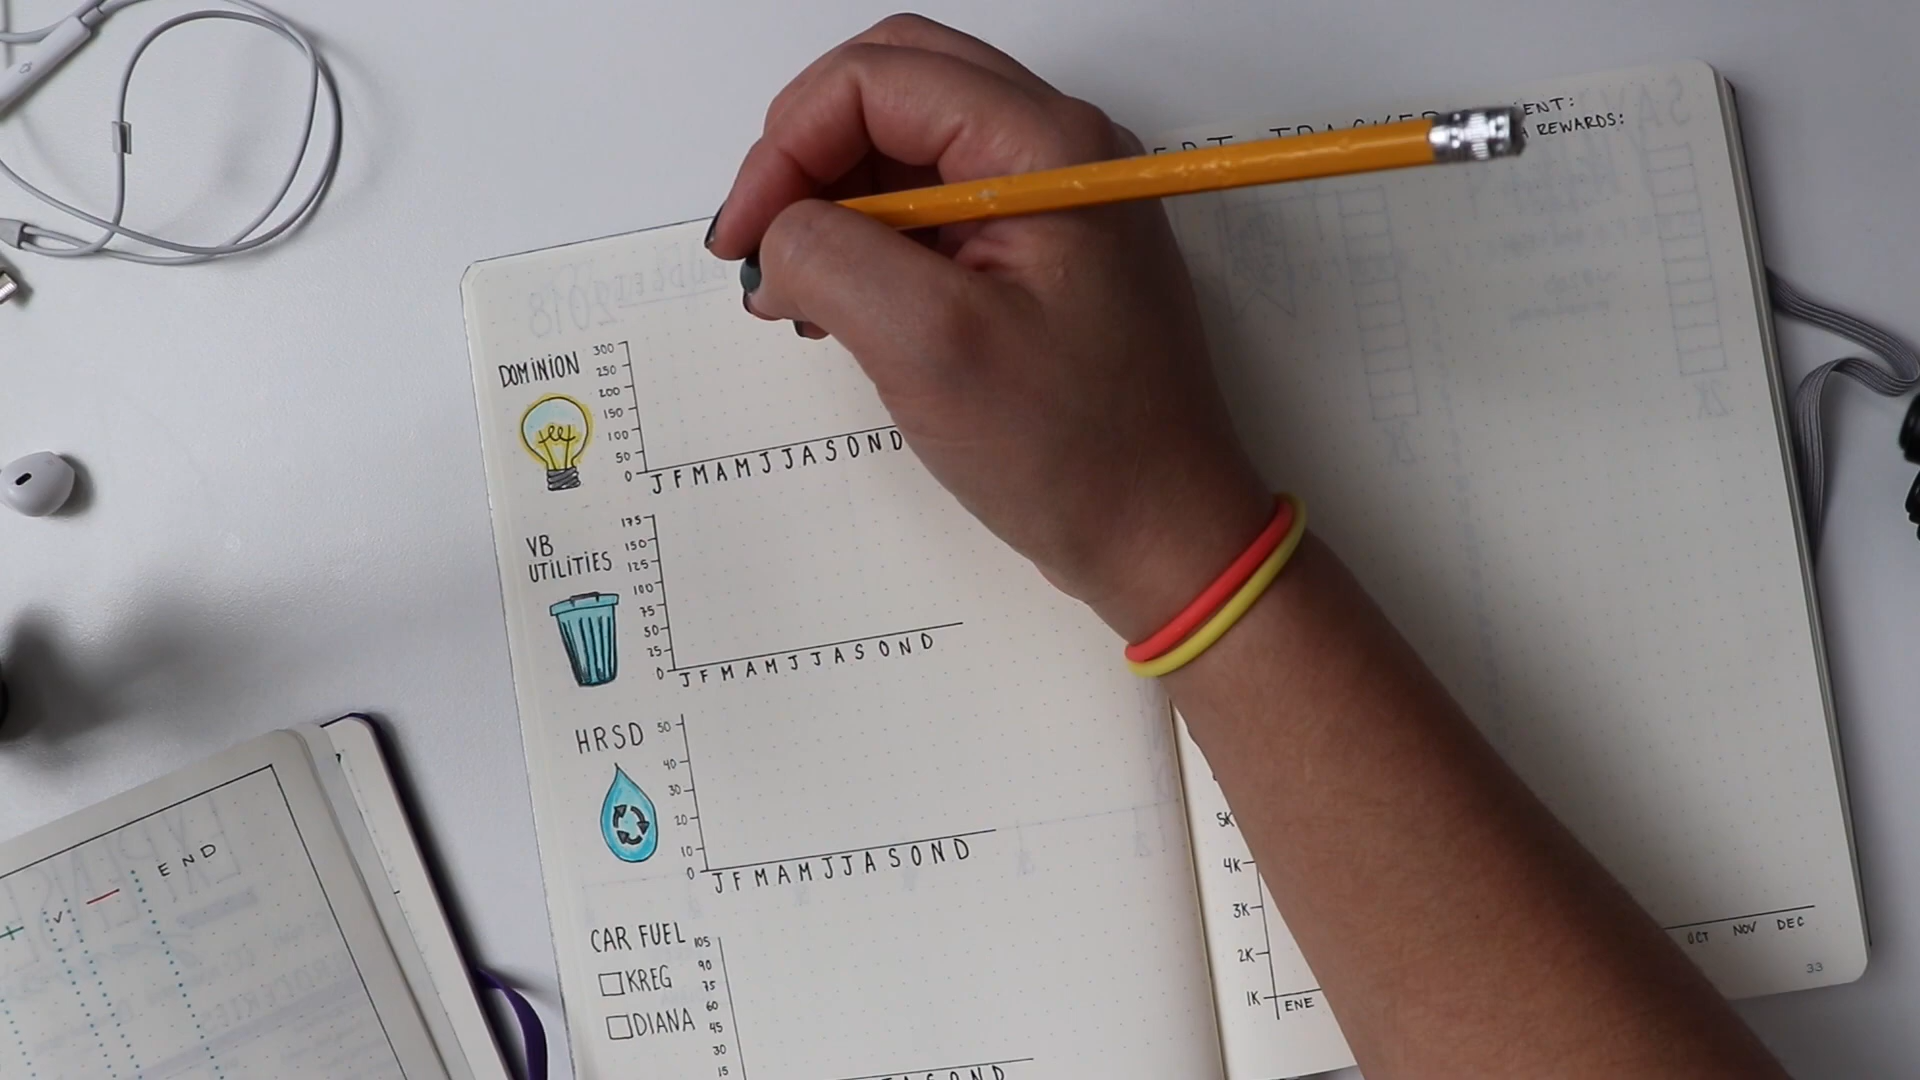 DOMINION
300
250
200
150
100
50
0
J F M A M J J A S O N D
VB
UTILITIES
175
150
125
100
75
50
25
0
J F M A M J J A S O N D
HRSD
50
40
30
20
10
0
J F M A M J J A S O N D
CAR FUEL
KREG
DIANA
105
90
75
60
45
30
15
A S O N D
TRACKER
REWARDS:
5K
4K
3K
2K
1K
ENE
OCT NOV DEC
33
END